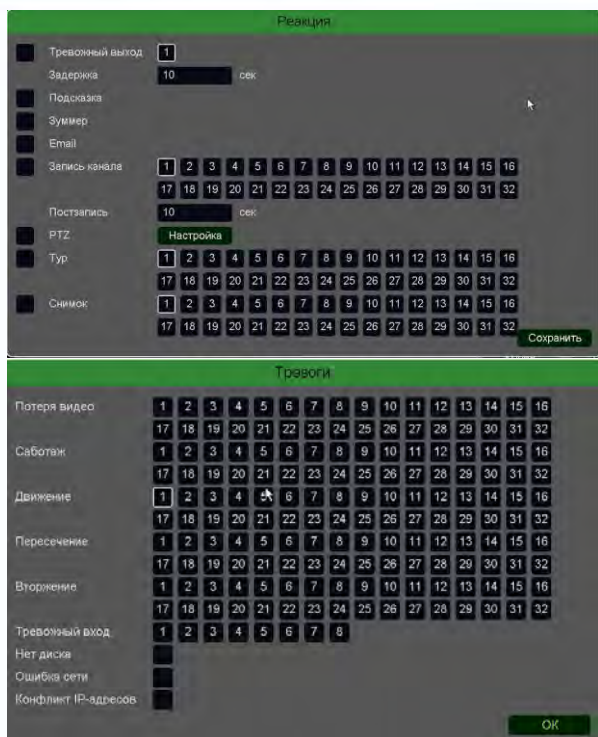 Реакция
Тревожный выход 1
Задержка 10 сек
Подсказка
Зуммер
Email
Запись канала 1 2 3 4 5 6 7 8 9 10 11 12 13 14 15 16
17 18 19 20 21 22 23 24 25 26 27 28 29 30 31 32
Постзапись 10 сек
PTZ Настройка
Тур 1 2 3 4 5 6 7 8 9 10 11 12 13 14 15 16
17 18 19 20 21 22 23 24 25 26 27 28 29 30 31 32
Снимок 1 2 3 4 5 6 7 8 9 10 11 12 13 14 15 16
17 18 19 20 21 22 23 24 25 26 27 28 29 30 31 32
Сохранить
Тревоги
Потеря видео 1 2 3 4 5 6 7 8 9 10 11 12 13 14 15 16
17 18 19 20 21 22 23 24 25 26 27 28 29 30 31 32
Саботаж 1 2 3 4 5 6 7 8 9 10 11 12 13 14 15 16
17 18 19 20 21 22 23 24 25 26 27 28 29 30 31 32
Движение 1 2 3 4 5 6 7 8 9 10 11 12 13 14 15 16
17 18 19 20 21 22 23 24 25 26 27 28 29 30 31 32
Пересечение 1 2 3 4 5 6 7 8 9 10 11 12 13 14 15 16
17 18 19 20 21 22 23 24 25 26 27 28 29 30 31 32
Вторжение 1 2 3 4 5 6 7 8 9 10 11 12 13 14 15 16
17 18 19 20 21 22 23 24 25 26 27 28 29 30 31 32
Тревожный вход 1 2 3 4 5 6 7 8
Нет диска
Ошибка сети
Конфликт IP-адресов
OK